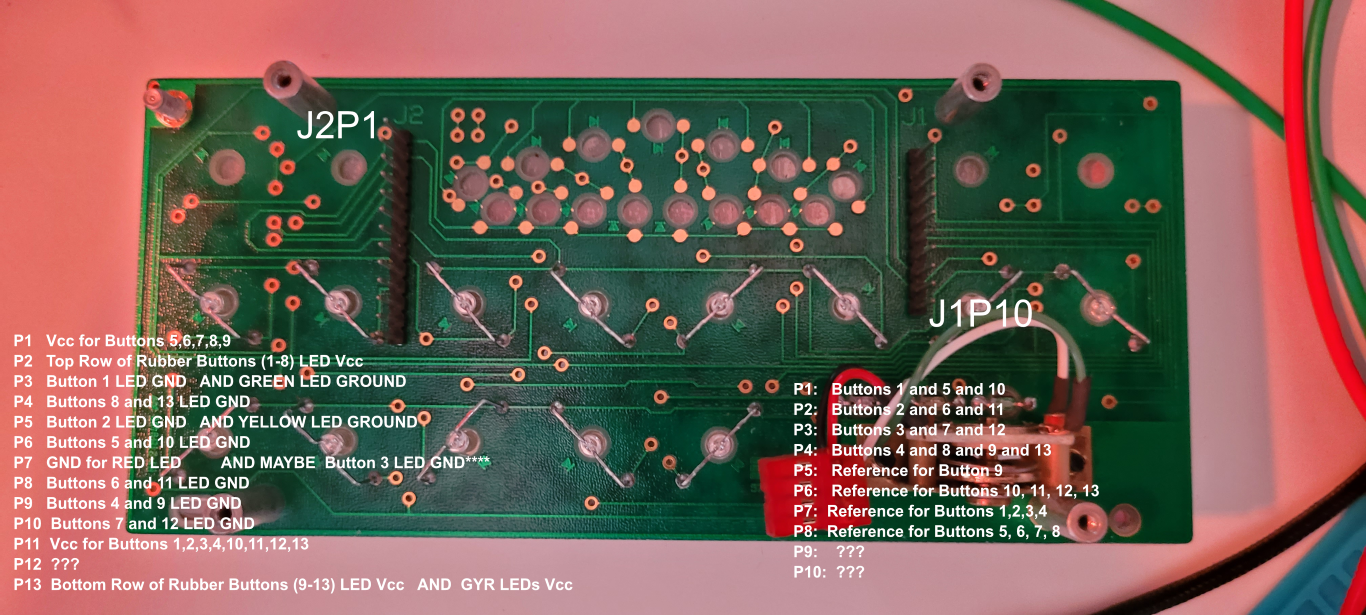 J2P1
J2
J1
J1P10
P1 Vcc for Buttons 5,6,7,8,9
P2 Top Row of Rubber Buttons (1-8) LED Vcc
P3 Button 1 LED GND AND GREEN LED GROUND
P4 Buttons 8 and 13 LED GND
P5 Button 2 LED GND AND YELLOW LED GROUND
P6 Buttons 5 and 10 LED GND
P7 GND for RED LED AND MAYBE Button 3 LED GND****
P8 Buttons 6 and 11 LED GND
P9 Buttons 4 and 9 LED GND
P10 Buttons 7 and 12 LED GND
P11 Vcc for Buttons 1,2,3,4,10,11,12,13
P12 ???
P13 Bottom Row of Rubber Buttons (9-13) LED Vcc AND GYR LEDs Vcc
P1: Buttons 1 and 5 and 10
P2: Buttons 2 and 6 and 11
P3: Buttons 3 and 7 and 12
P4: Buttons 4 and 8 and 9 and 13
P5: Reference for Button 9
P6: Reference for Buttons 10, 11, 12, 13
P7: Reference for Buttons 1,2,3,4
P8: Reference for Buttons 5, 6, 7, 8
P9: ???
P10: ???